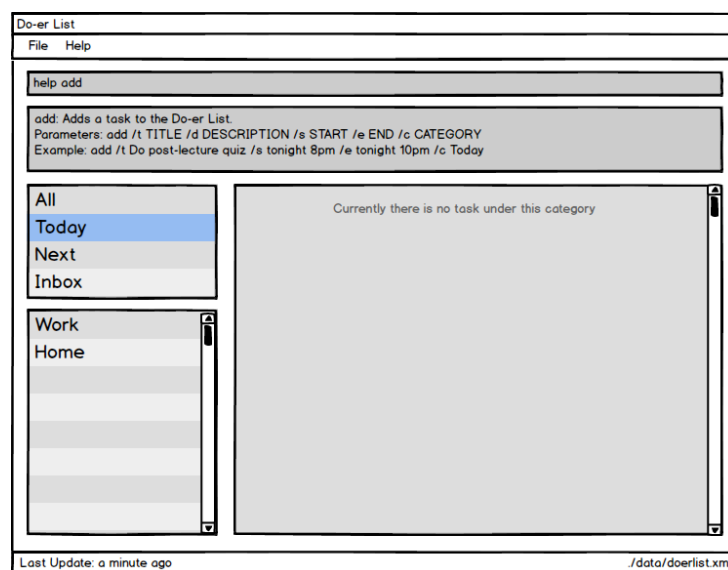 Do-er List
File Help
help add
add: Adds a task to the Do-er List.
Parameters: add /t TITLE /d DESCRIPTION /s START /e END /c CATEGORY
Example: add /t Do post-lecture quiz /s tonight 8pm /e tonight 10pm /c Today
All
Today
Next
Inbox
Work
Home
Currently there is no task under this category
Last Update: a minute ago
./data/doerlist.xm